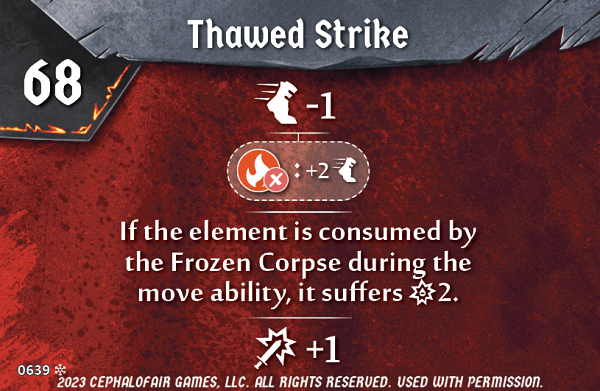 Thawed Strike
68
-1
: +2
If the element is consumed by
the Frozen Corpse during the
move ability, it suffers 2.
+1
0639
2023 CEPHALOFAIR GAMES, LLC. ALL RIGHTS RESERVED. USED WITH PERMISSION.